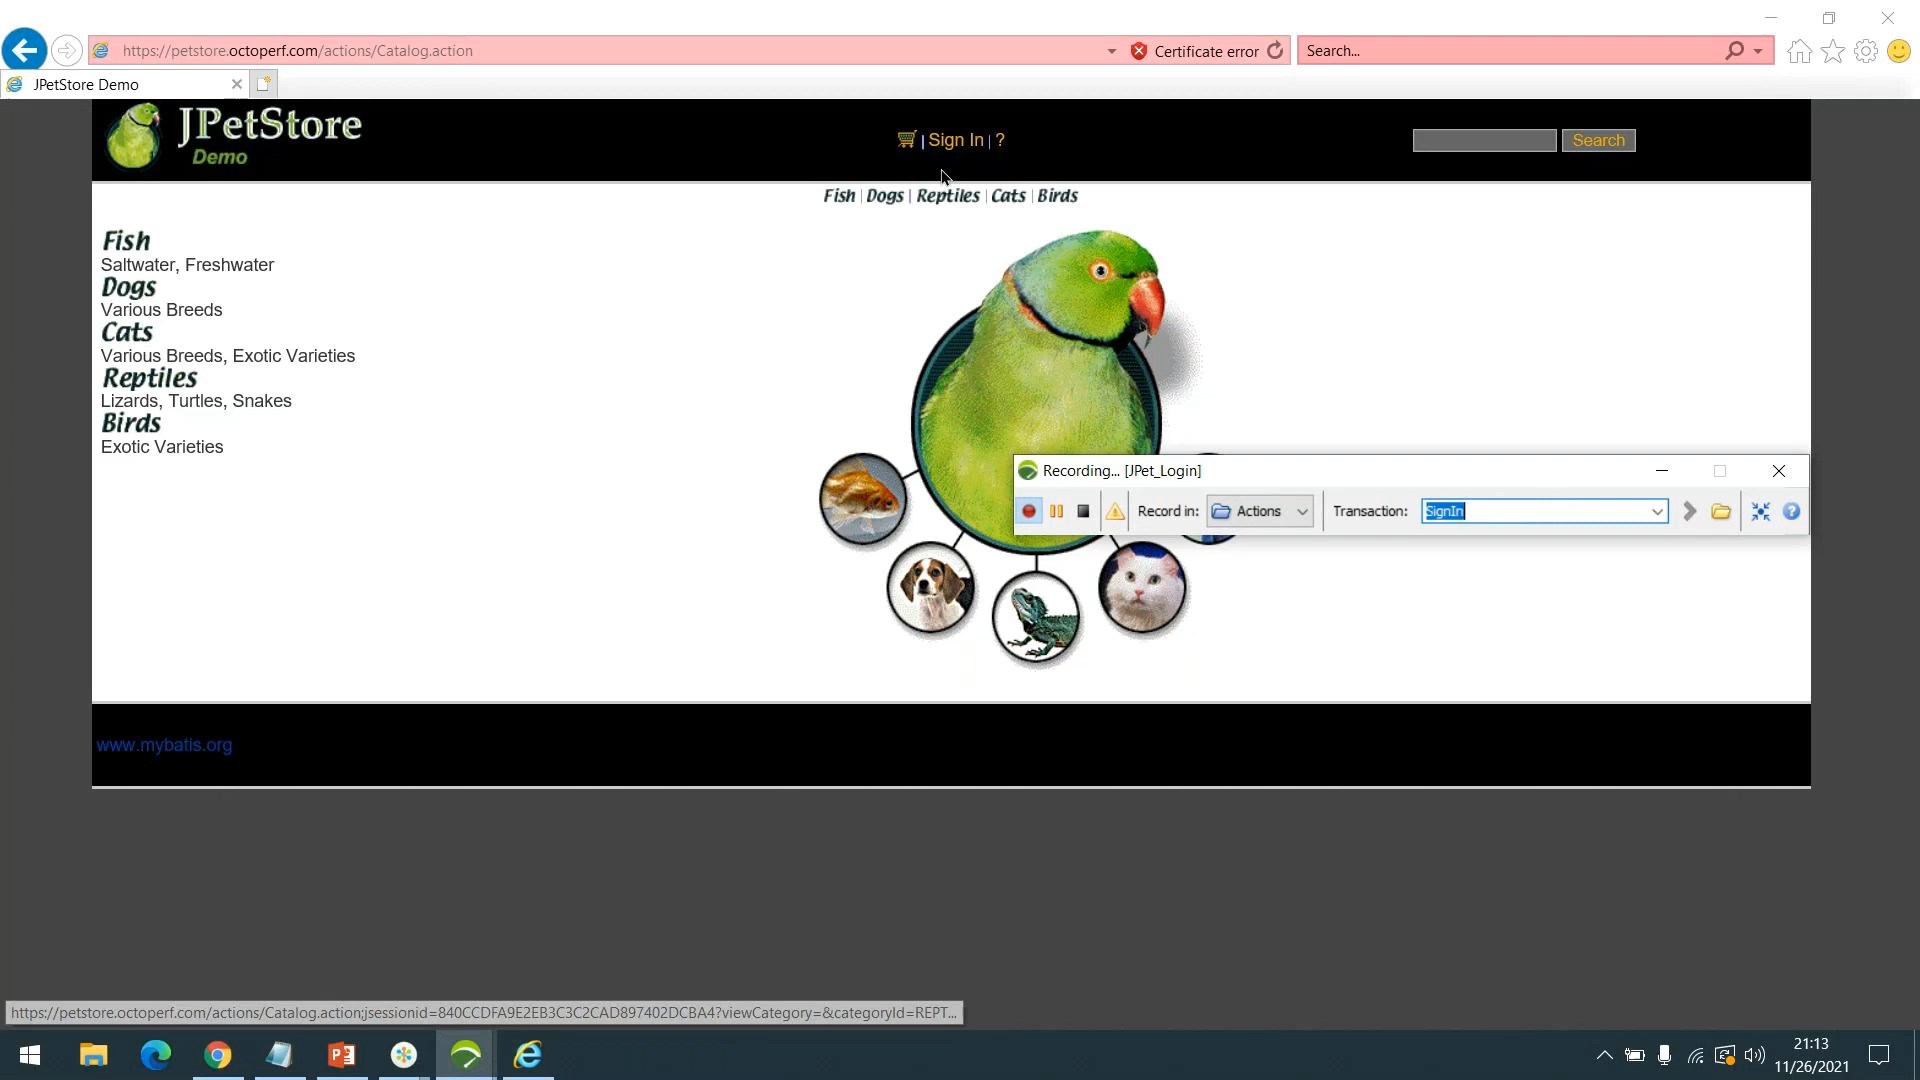 https://petstore.octoperf.com/actions/Catalog.action
Certificate error
Search...
JPetStore Demo
JPetStore
Demo
| Sign In | ?
Search
Fish | Dogs | Reptiles | Cats | Birds
Fish
Saltwater, Freshwater
Dogs
Various Breeds
Cats
Various Breeds, Exotic Varieties
Reptiles
Lizards, Turtles, Snakes
Birds
Exotic Varieties
Recording... [JPet_Login]
Record in: Actions Transaction: SignIn
www.mybatis.org
https://petstore.octoperf.com/actions/Catalog.action;jsessionid=840CCDFA9E2EB3C3C2CAD897402DCBA4?viewCategory=&categoryId=REPT...
21:13
11/26/2021